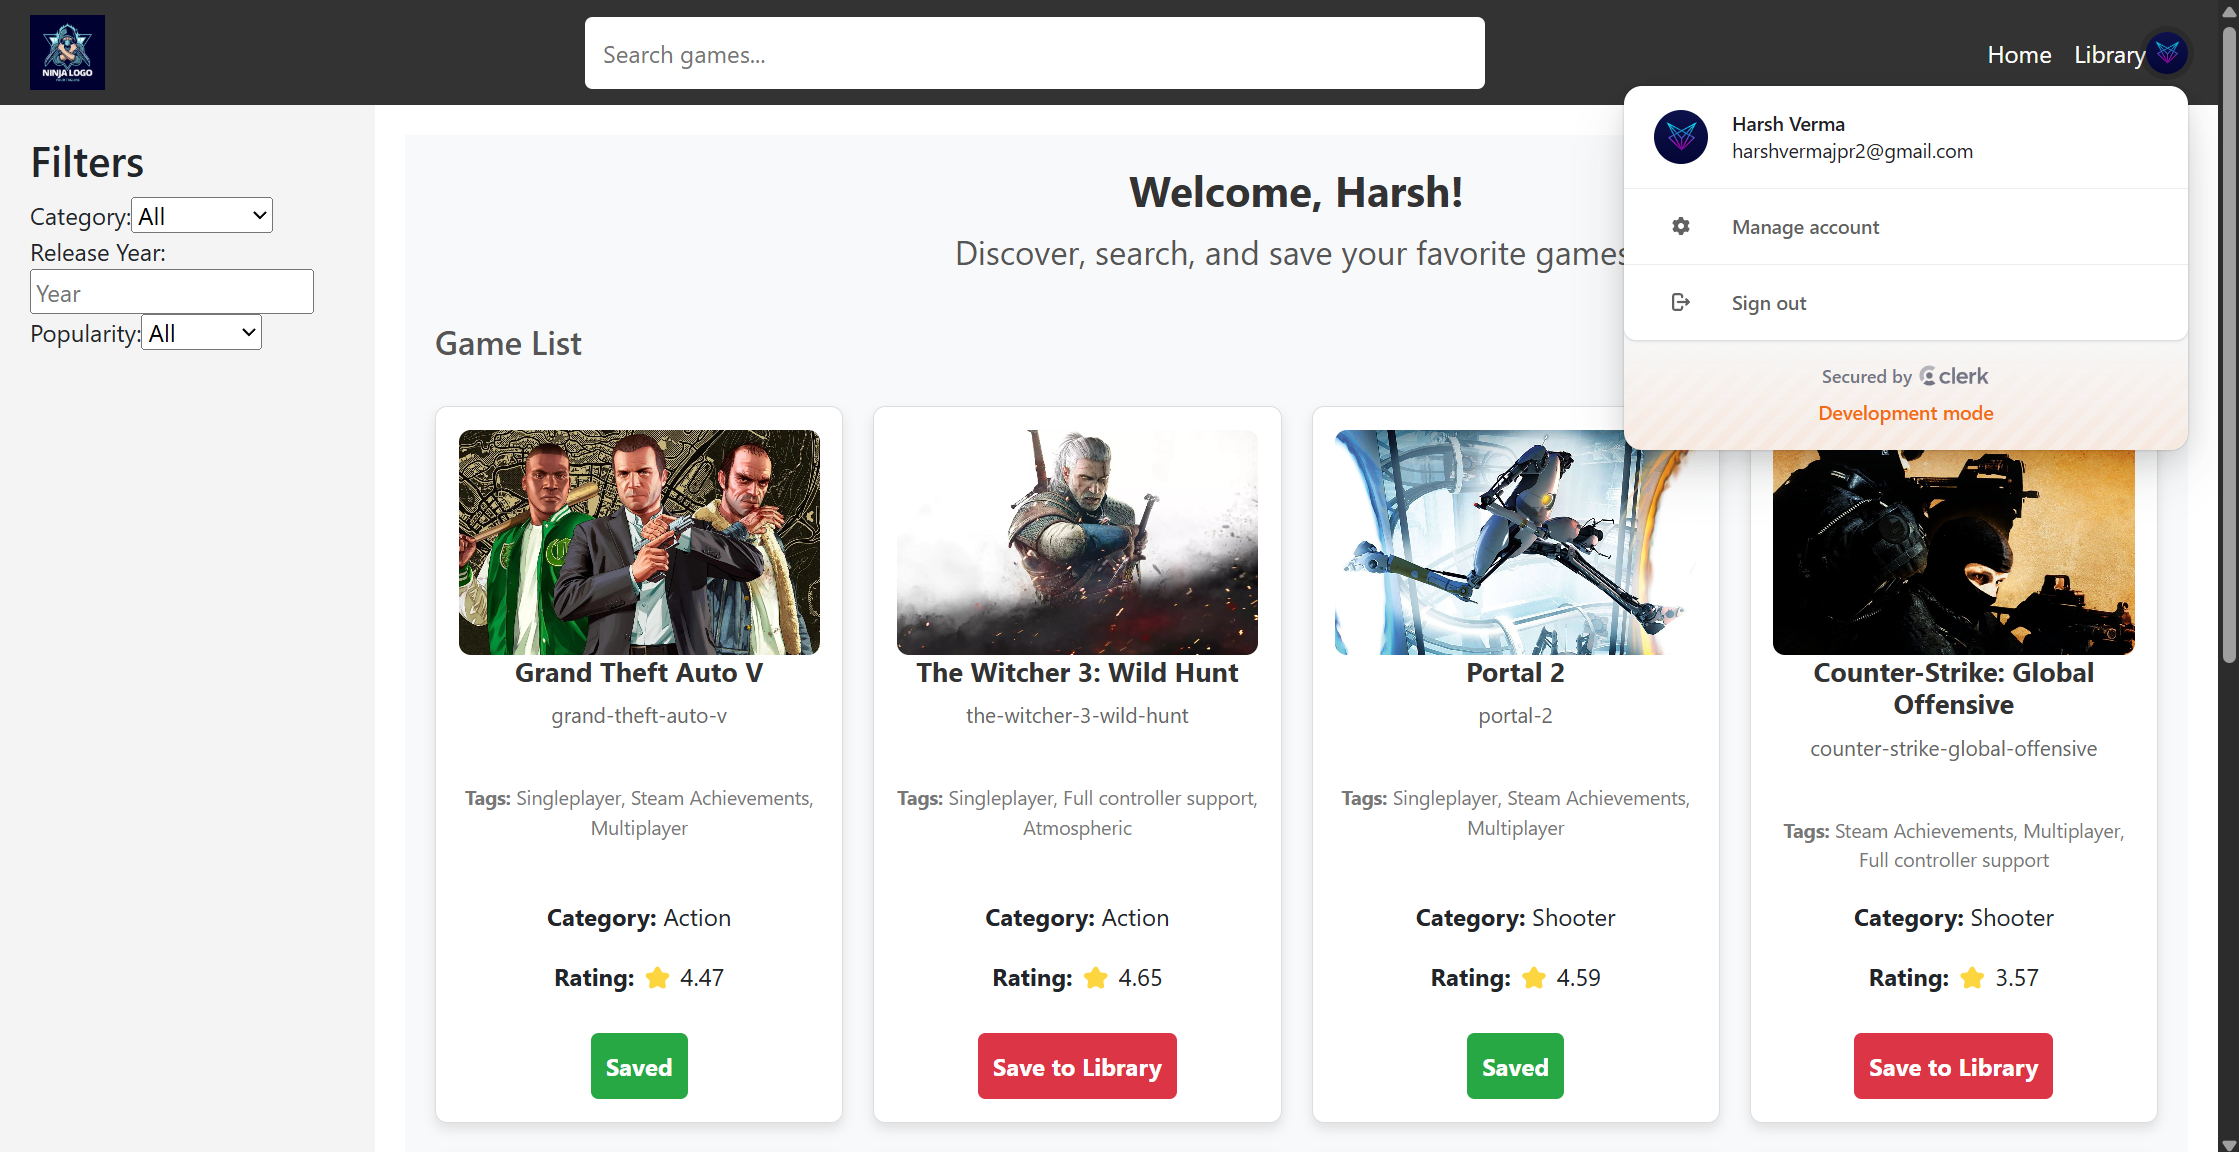 NINJA LOGO
Search games...
Home
Library
Harsh Verma
harshvermajpr2@gmail.com
Manage account
Sign out
Secured by clerk
Development mode
Filters
Category: All
Release Year:
Year
Popularity: All
Welcome, Harsh!
Discover, search, and save your favorite games
Game List
Grand Theft Auto V
grand-theft-auto-v
Tags: Singleplayer, Steam Achievements,
Multiplayer
Category: Action
Rating: 4.47
Saved
The Witcher 3: Wild Hunt
the-witcher-3-wild-hunt
Tags: Singleplayer, Full controller support,
Atmospheric
Category: Action
Rating: 4.65
Save to Library
Portal 2
portal-2
Tags: Singleplayer, Steam Achievements,
Multiplayer
Category: Shooter
Rating: 4.59
Saved
Counter-Strike: Global
Offensive
counter-strike-global-offensive
Tags: Steam Achievements, Multiplayer,
Full controller support
Category: Shooter
Rating: 3.57
Save to Library